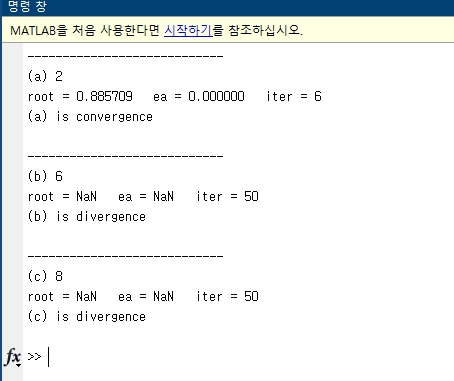 명령 창
MATLAB을 처음 사용한다면 시작하기를 참조하십시오.
----------------------------
(a) 2
root = 0.885709   ea = 0.000000   iter = 6
(a) is convergence
----------------------------
(b) 6
root = NaN   ea = NaN   iter = 50
(b) is divergence
----------------------------
(c) 8
root = NaN   ea = NaN   iter = 50
(c) is divergence
fx >>